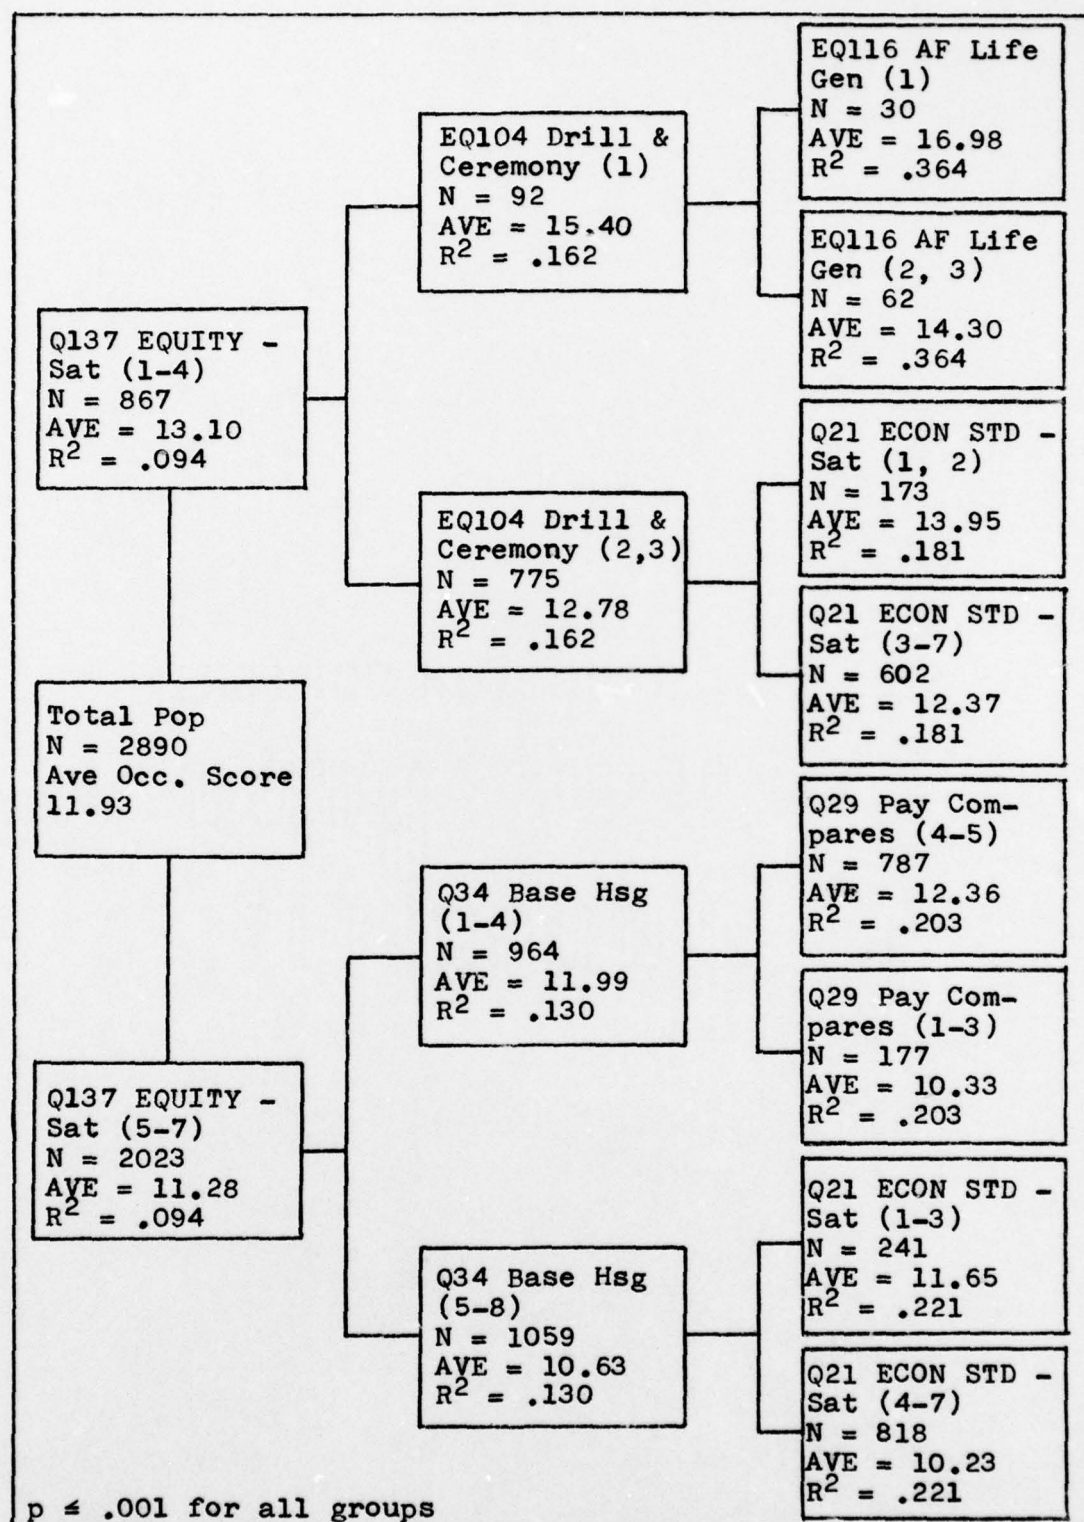 Q137 EQUITY -
Sat (1-4)
N = 867
AVE = 13.10
R2 = .094
Total Pop
N = 2890
Ave Occ. Score
11.93
Q137 EQUITY -
Sat (5-7)
N = 2023
AVE = 11.28
R2 = .094
EQ104 Drill &
Ceremony (1)
N = 92
AVE = 15.40
R2 = .162
EQ104 Drill &
Ceremony (2,3)
N = 775
AVE = 12.78
R2 = .162
Q34 Base Hsg
(1-4)
N = 964
AVE = 11.99
R2 = .130
Q34 Base Hsg
(5-8)
N = 1059
AVE = 10.63
R2 = .130
EQ116 AF Life
Gen (1)
N = 30
AVE = 16.98
R2 = .364
EQ116 AF Life
Gen (2, 3)
N = 62
AVE = 14.30
R2 = .364
Q21 ECON STD -
Sat (1, 2)
N = 173
AVE = 13.95
R2 = .181
Q21 ECON STD -
Sat (3-7)
N = 602
AVE = 12.37
R2 = .181
Q29 Pay Com-
pares (4-5)
N = 787
AVE = 12.36
R2 = .203
Q29 Pay Com-
pares (1-3)
N = 177
AVE = 10.33
R2 = .203
Q21 ECON STD -
Sat (1-3)
N = 241
AVE = 11.65
R2 = .221
Q21 ECON STD -
Sat (4-7)
N = 818
AVE = 10.23
R2 = .221
p ≤ .001 for all groups